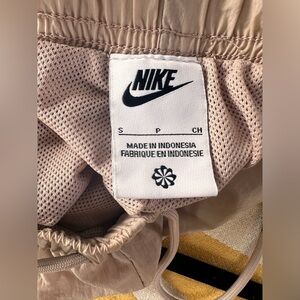 NIKE
S P CH
MADE IN INDONESIA
FABRIQUE EN INDONESIE